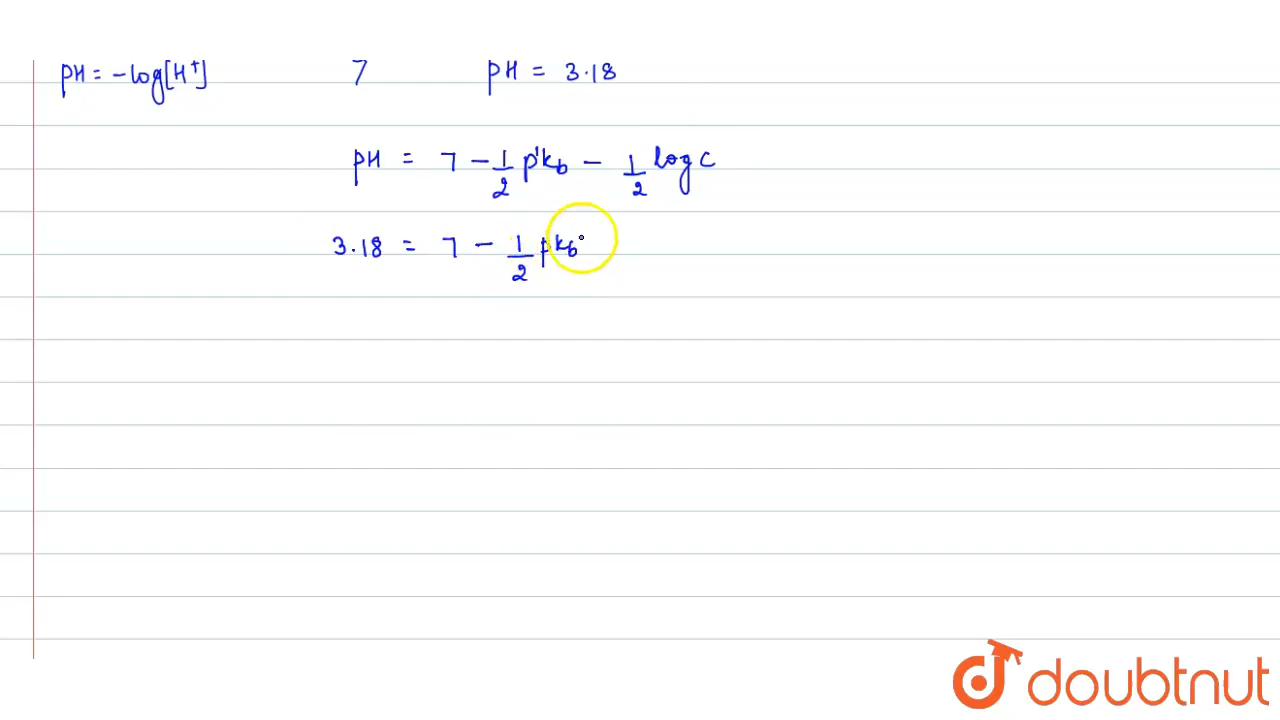 pH = -log[H+] 7 pH = 3.18
pH = 7 - 1/2 pkb - 1/2 log C
3.18 = 7 - 1/2 pkb
doubtnut